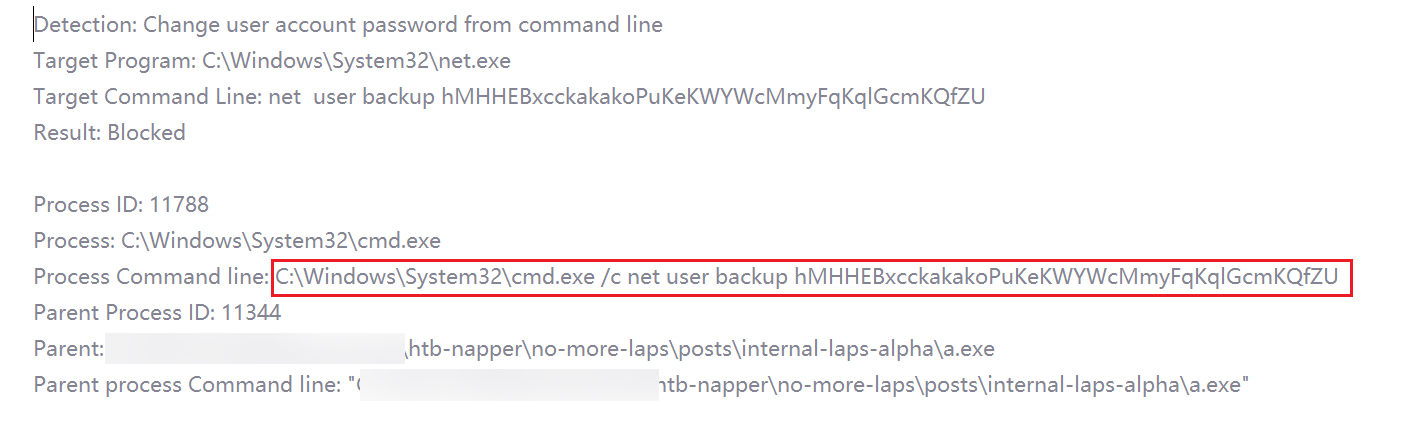 Detection: Change user account password from command line
Target Program: C:\Windows\System32\net.exe
Target Command Line: net  user backup hMHHEBxcckakakoPuKeKWYWcMmyFqKqlGcmKQfZU
Result: Blocked
Process ID: 11788
Process: C:\Windows\System32\cmd.exe
Process Command line: C:\Windows\System32\cmd.exe /c net user backup hMHHEBxcckakakoPuKeKWYWcMmyFqKqlGcmKQfZU
Parent Process ID: 11344
Parent: \htb-napper\no-more-laps\posts\internal-laps-alpha\a.exe
Parent process Command line: "htb-napper\no-more-laps\posts\internal-laps-alpha\a.exe"